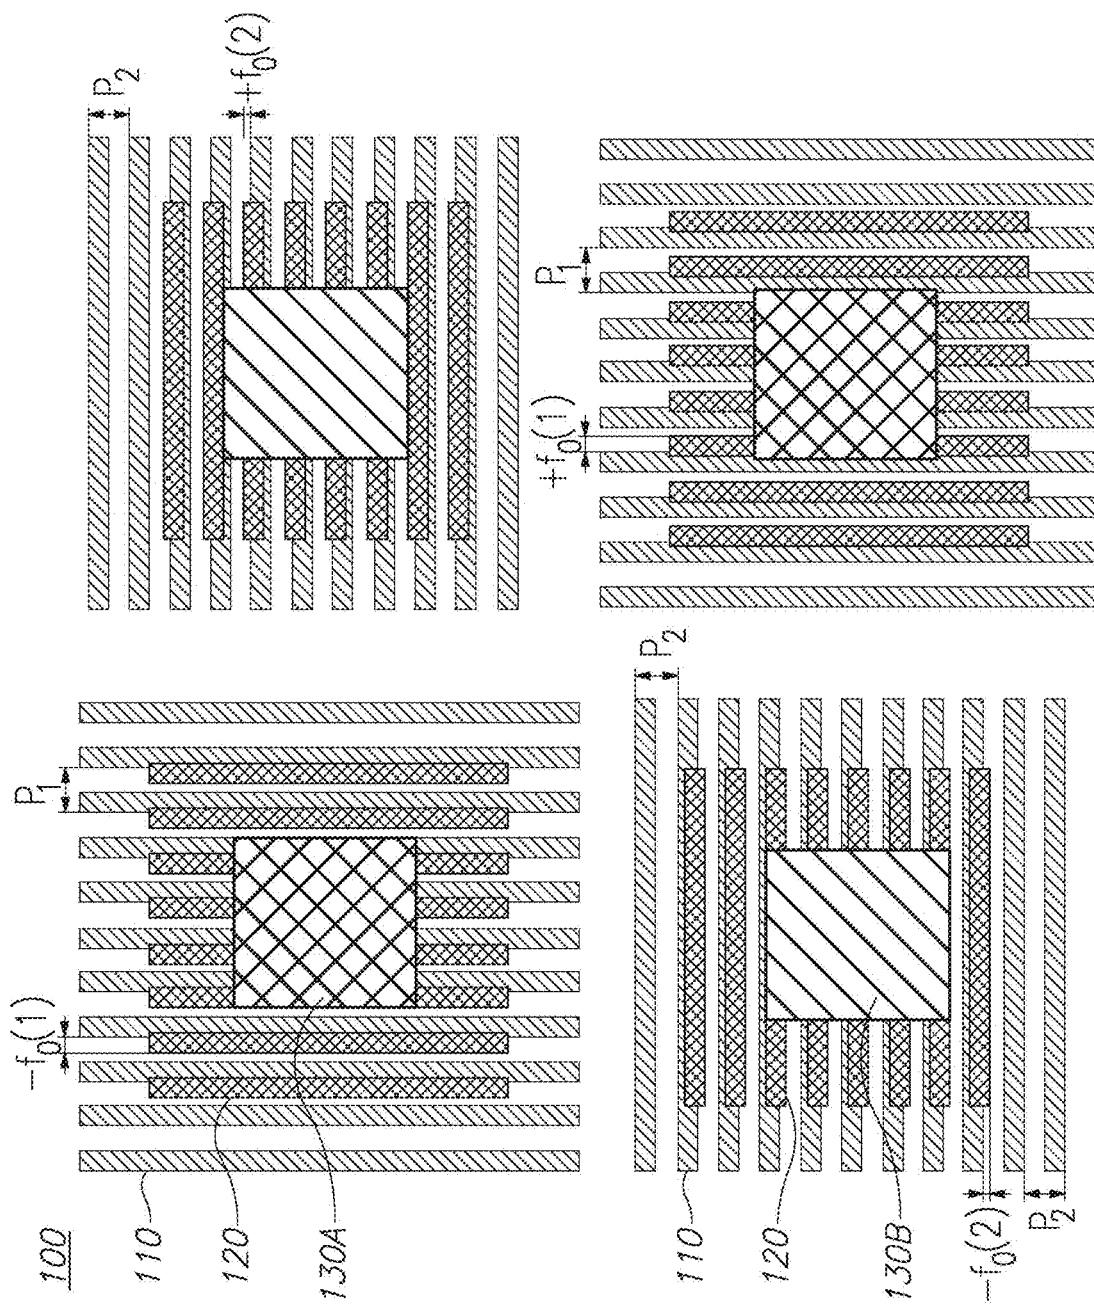 100
−f₀(1)
P₁
P₂
110
120
+f₀(2)
130A
+f₀(1)
P₁
P₂
110
120
130B
−f₀(2)
P₂